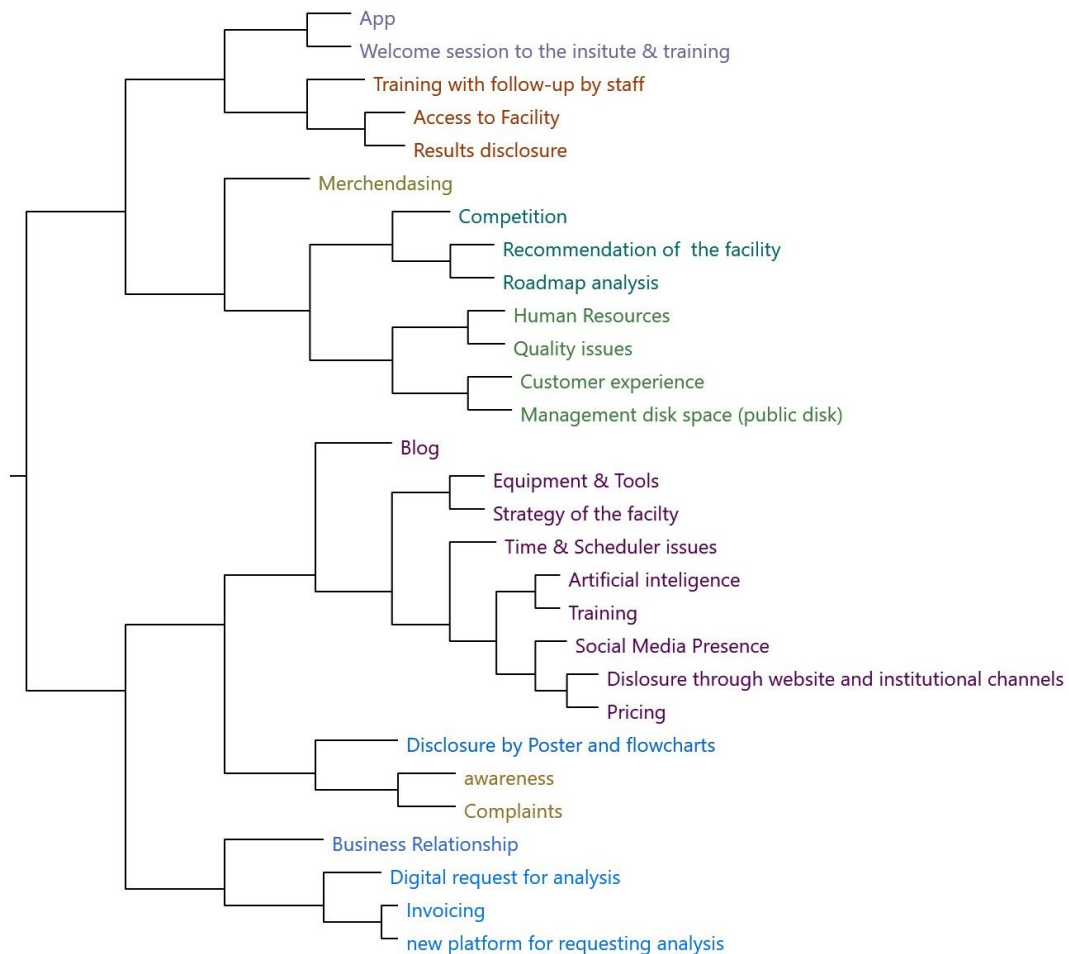 App
Welcome session to the insitute & training
Training with follow-up by staff
Access to Facility
Results disclosure
Merchendasing
Competition
Recommendation of  the facility
Roadmap analysis
Human Resources
Quality issues
Customer experience
Management disk space (public disk)
Blog
Equipment & Tools
Strategy of the facilty
Time & Scheduler issues
Artificial inteligence
Training
Social Media Presence
Dislosure through website and institutional channels
Pricing
Disclosure by Poster and flowcharts
awareness
Complaints
Business Relationship
Digital request for analysis
Invoicing
new platform for requesting analysis